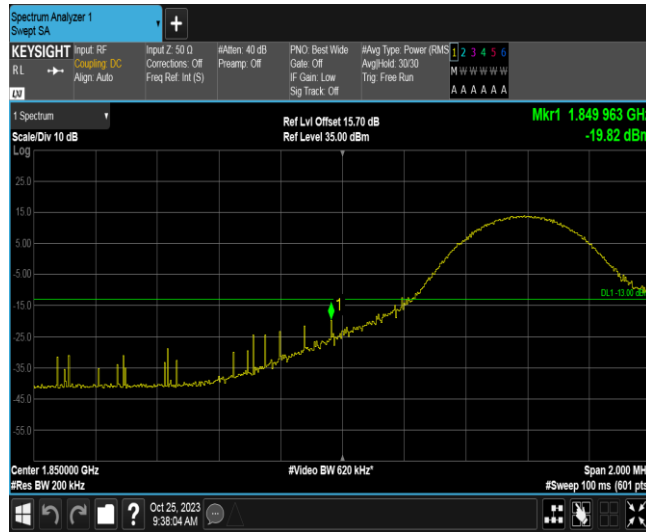 Spectrum Analyzer 1
Swept SA
+
KEYSIGHT Input: RF Input Z: 50 Ω #Atten: 40 dB PNO: Best Wide #Avg Type: Power (RMS 1 2 3 4 5 6
RL Coupling: DC Corrections: Off Preamp: Off Gate: Off Avg|Hold: 30/30 M W W W W W
Align: Auto Freq Ref: Int (S) IF Gain: Low Trig: Free Run
LXI Sig Track: Off A A A A A A
1 Spectrum Ref Lvl Offset 15.70 dB Mkr1 1.849 963 GHz
Scale/Div 10 dB Ref Level 35.00 dBm -19.82 dBm
Log
25.0
15.0
5.00
-5.00
DL1 -13.00 dBm
-15.0
1
-25.0
-35.0
-45.0
-55.0
Center 1.850000 GHz #Video BW 620 kHz* Span 2.000 MH
#Res BW 200 kHz #Sweep 100 ms (601 pts
? Oct 25, 2023
9:38:04 AM